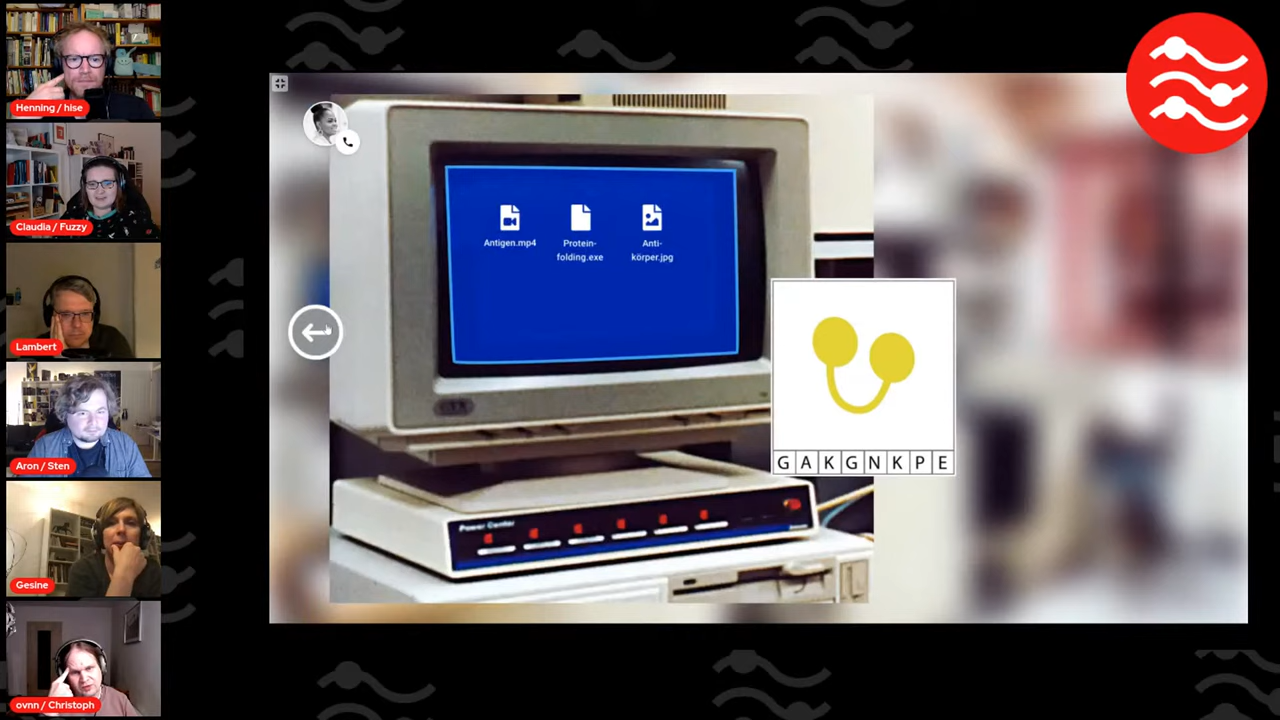 Henning / hise
Claudia / Fuzzy
Lambert
Aron / Sten
Gesine
ovnn / Christoph
Antigen.mp4
Protein-
folding.exe
Anti-
körper.jpg
G A K G N K P E
Power Center